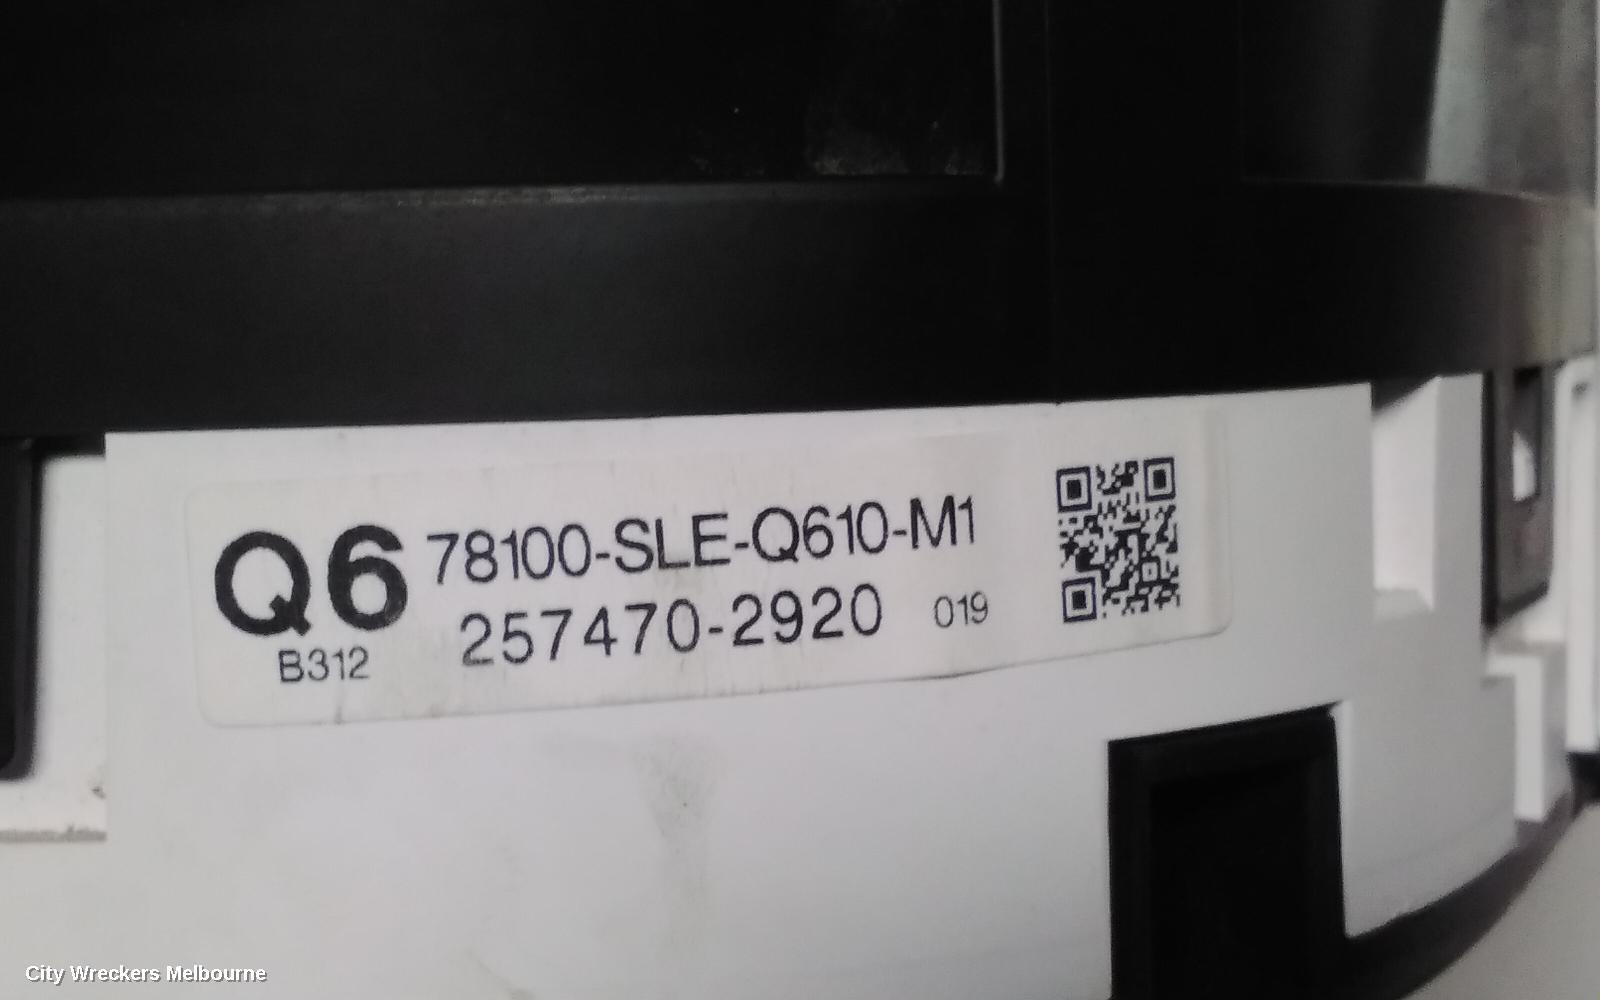 Q6 78100-SLE-Q610-M1
B312 257470-2920 019
City Wreckers Melbourne